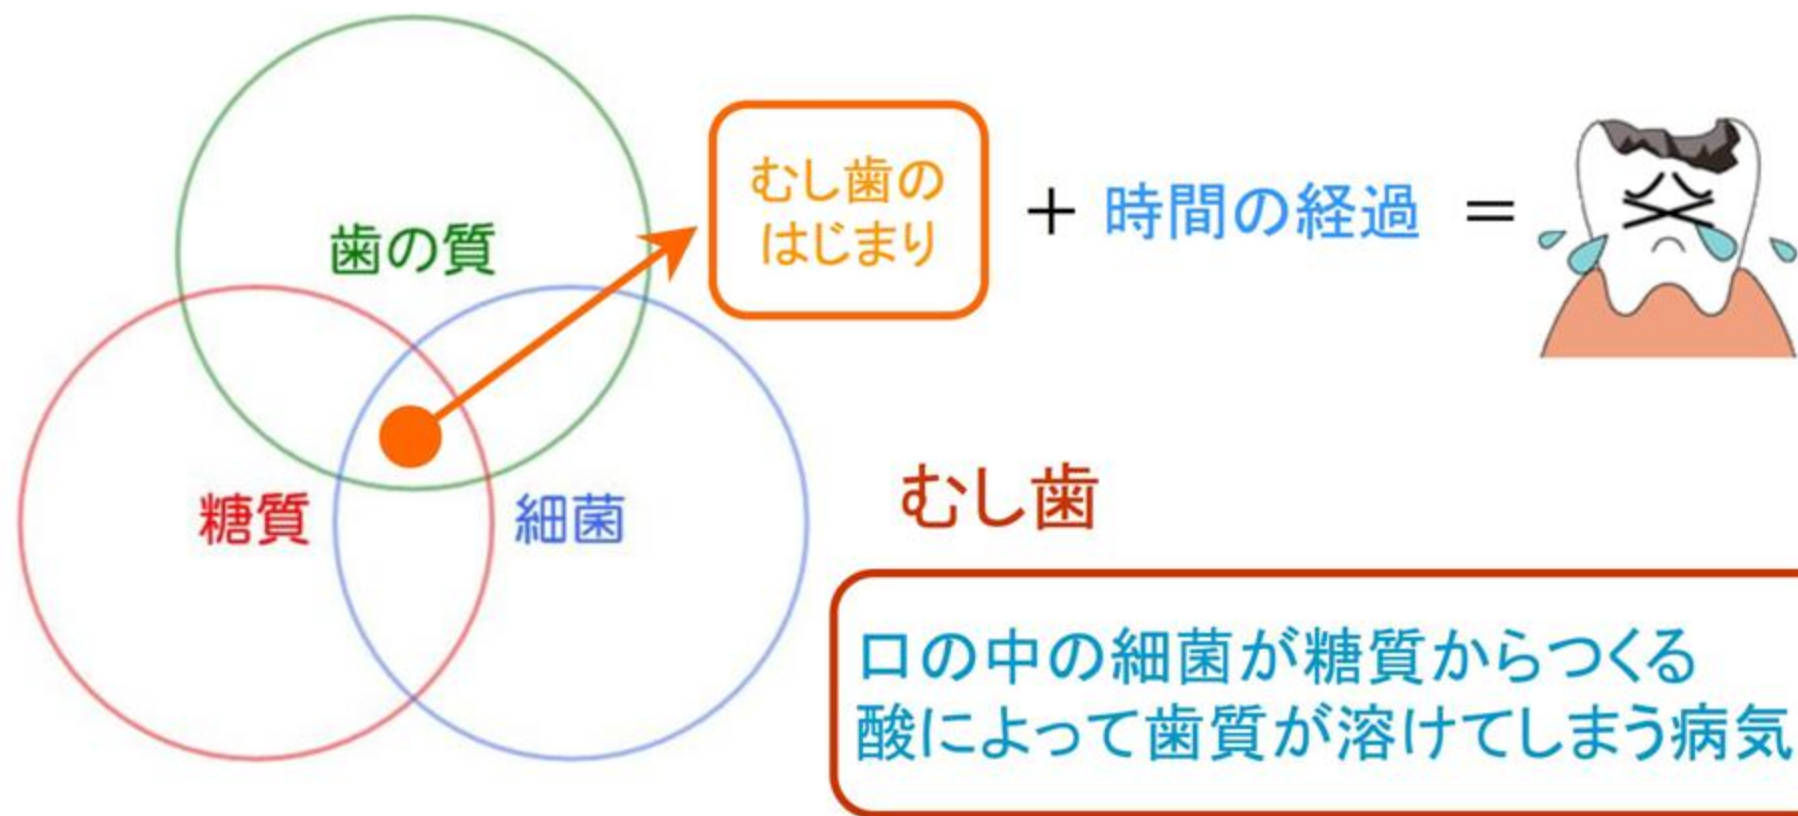 歯の質
糖質
細菌
むし歯の
はじまり
+ 時間の経過 =
むし歯
口の中の細菌が糖質からつくる
酸によって歯質が溶けてしまう病気